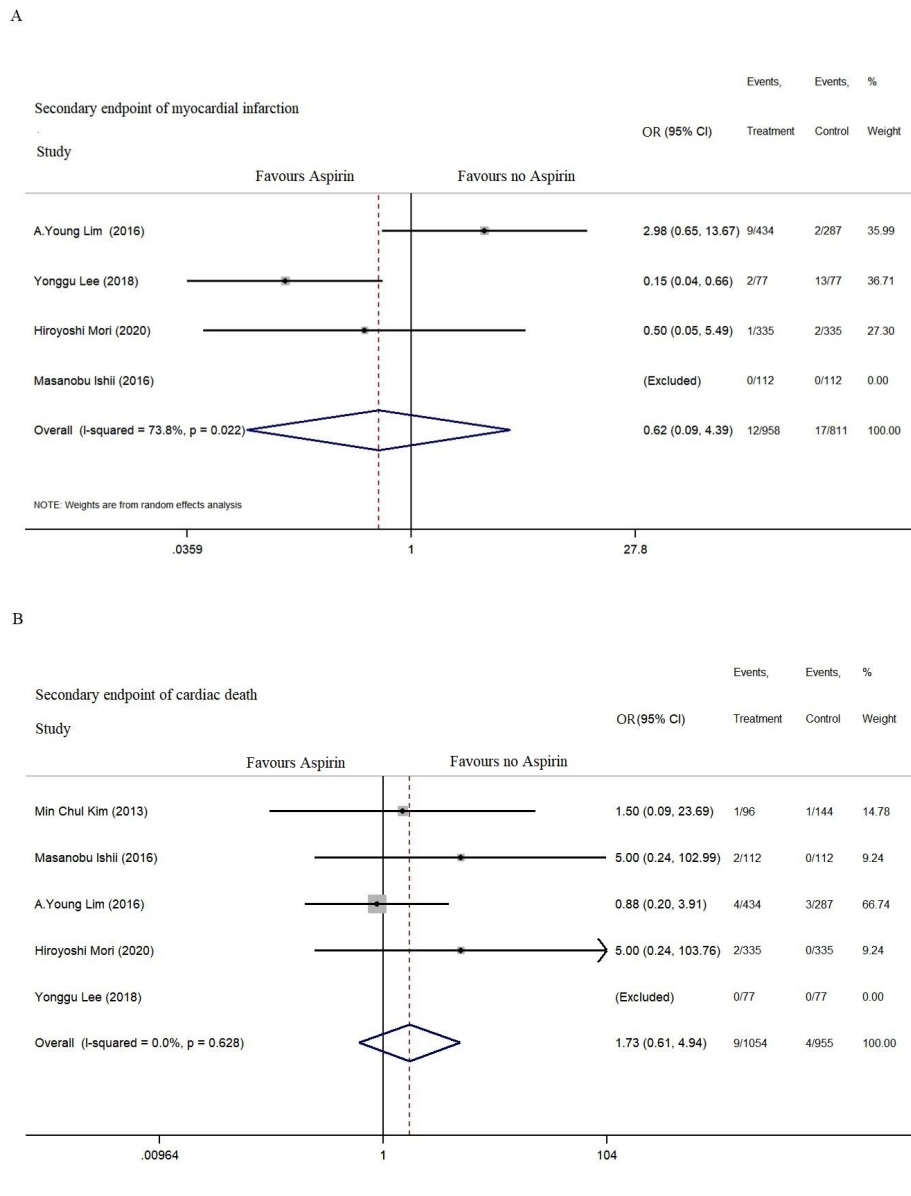 A
Events, Events, %
Secondary endpoint of myocardial infarction
OR (95% CI) Treatment Control Weight
Study
Favours Aspirin Favours no Aspirin
A.Young Lim (2016) 2.98 (0.65, 13.67) 9/434 2/287 35.99
Yonggu Lee (2018) 0.15 (0.04, 0.66) 2/77 13/77 36.71
Hiroyoshi Mori (2020) 0.50 (0.05, 5.49) 1/335 2/335 27.30
Masanobu Ishii (2016) (Excluded) 0/112 0/112 0.00
Overall (I-squared = 73.8%, p = 0.022) 0.62 (0.09, 4.39) 12/958 17/811 100.00
NOTE: Weights are from random effects analysis
.0359 1 27.8
B
Events, Events, %
Secondary endpoint of cardiac death
OR(95% CI) Treatment Control Weight
Study
Favours Aspirin Favours no Aspirin
Min Chul Kim (2013) 1.50 (0.09, 23.69) 1/96 1/144 14.78
Masanobu Ishii (2016) 5.00 (0.24, 102.99) 2/112 0/112 9.24
A.Young Lim (2016) 0.88 (0.20, 3.91) 4/434 3/287 66.74
Hiroyoshi Mori (2020) 5.00 (0.24, 103.76) 2/335 0/335 9.24
Yonggu Lee (2018) (Excluded) 0/77 0/77 0.00
Overall (I-squared = 0.0%, p = 0.628) 1.73 (0.61, 4.94) 9/1054 4/955 100.00
.00964 1 104